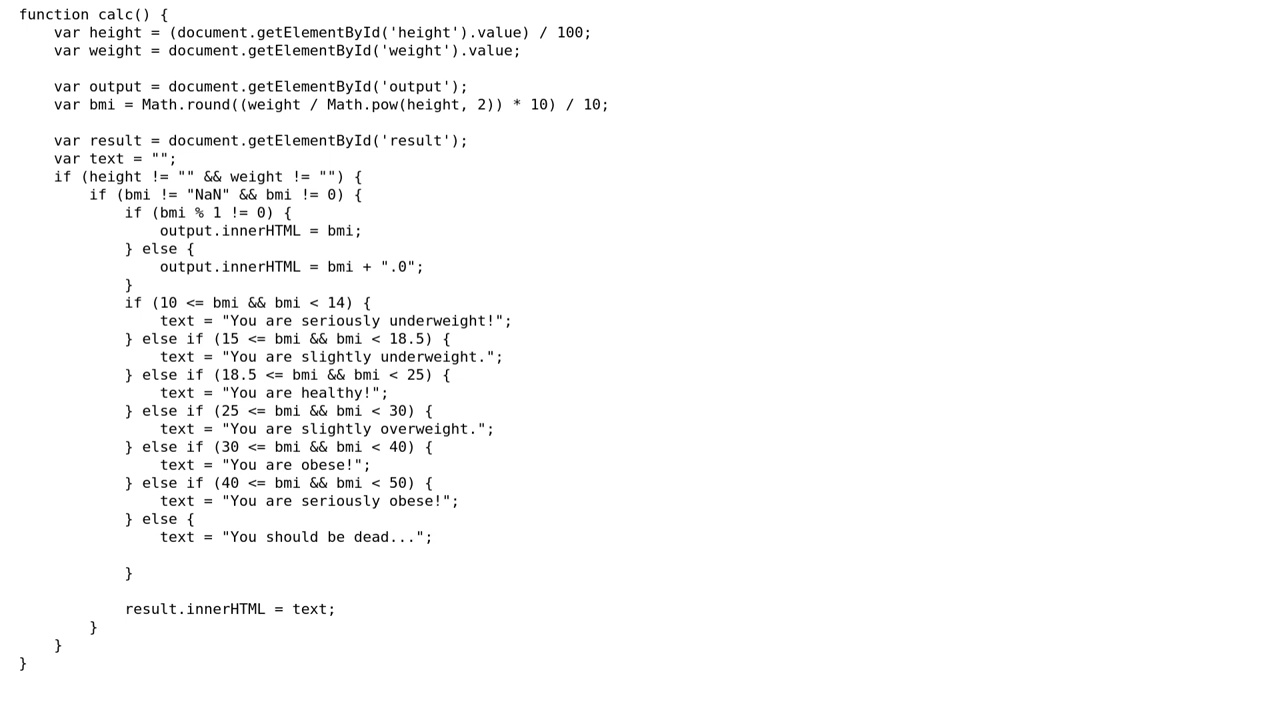 function calc() {
    var height = (document.getElementById('height').value) / 100;
    var weight = document.getElementById('weight').value;

    var output = document.getElementById('output');
    var bmi = Math.round((weight / Math.pow(height, 2)) * 10) / 10;

    var result = document.getElementById('result');
    var text = "";
    if (height != "" && weight != "") {
        if (bmi != "NaN" && bmi != 0) {
            if (bmi % 1 != 0) {
                output.innerHTML = bmi;
            } else {
                output.innerHTML = bmi + ".0";
            }
            if (10 <= bmi && bmi < 14) {
                text = "You are seriously underweight!";
            } else if (15 <= bmi && bmi < 18.5) {
                text = "You are slightly underweight.";
            } else if (18.5 <= bmi && bmi < 25) {
                text = "You are healthy!";
            } else if (25 <= bmi && bmi < 30) {
                text = "You are slightly overweight.";
            } else if (30 <= bmi && bmi < 40) {
                text = "You are obese!";
            } else if (40 <= bmi && bmi < 50) {
                text = "You are seriously obese!";
            } else {
                text = "You should be dead...";

            }

            result.innerHTML = text;
        }
    }
}